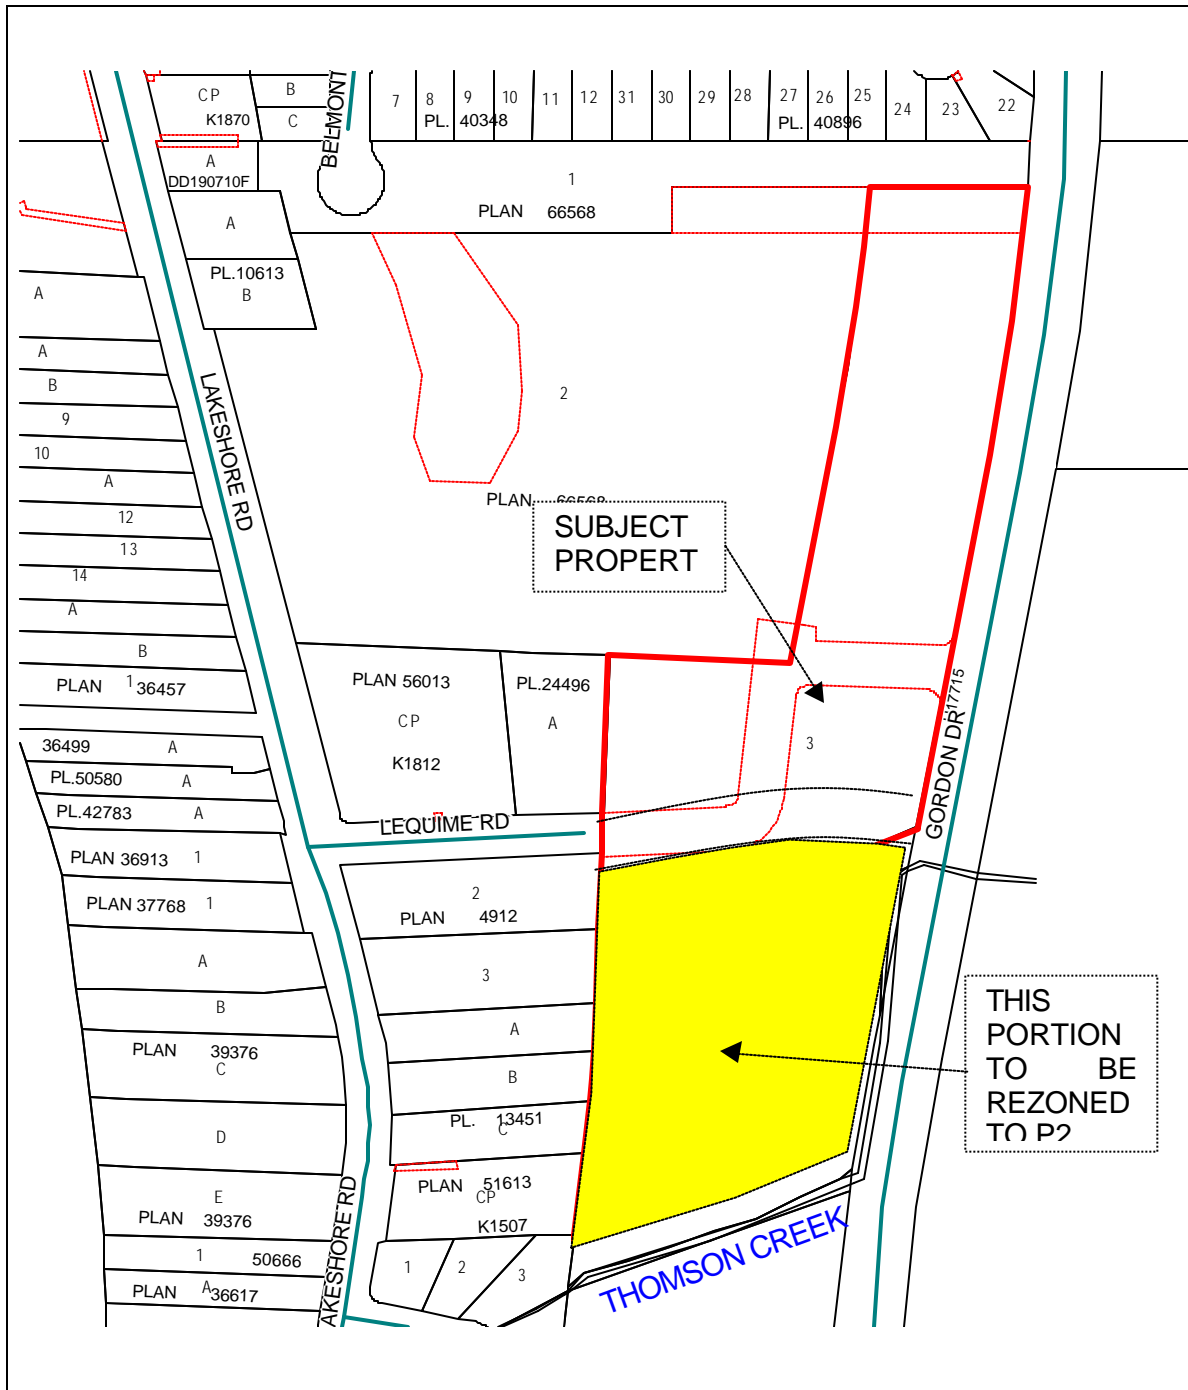 CP
K1870
B
C
BELMONT
7
8
9
10
11
12
31
30
29
28
27
26
25
24
23
22
PL. 40348
PL. 40896
A
DD190710F
1
PLAN 66568
A
PL.10613
B
A
A
B
9
10
A
12
13
14
A
B
PLAN 1 36457
LAKESHORE RD
2
PLAN 66568
SUBJECT
PROPERT
PLAN 56013
CP
K1812
PL.24496
A
3
17715
GORDON DR
36499 A
PL.50580 A
PL.42783 A
PLAN 36913 1
PLAN 37768 1
LEQUIME RD
2
PLAN 4912
3
A
B
PL. 13451
C
PLAN 51613
CP
K1507
1
2
3
A
B
PLAN 39376
C
D
E
PLAN 39376
1 50666
PLAN A 36617
AKESHORE RD
THOMSON CREEK
THIS
PORTION
TO BE
REZONED
TO P2